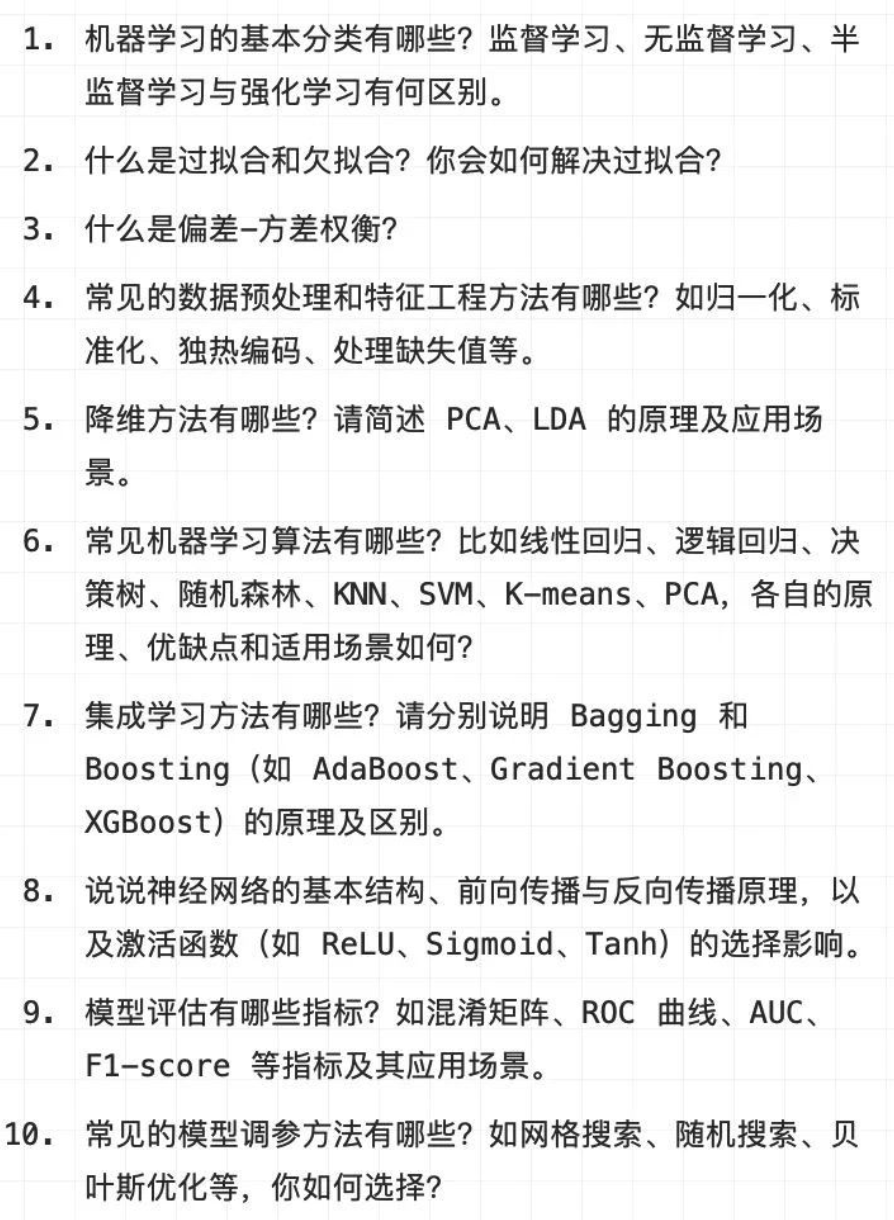 1. 机器学习的基本分类有哪些？监督学习、无监督学习、半
监督学习与强化学习有何区别。
2. 什么是过拟合和欠拟合？你会如何解决过拟合？
3. 什么是偏差-方差权衡？
4. 常见的数据预处理和特征工程方法有哪些？如归一化、标
准化、独热编码、处理缺失值等。
5. 降维方法有哪些？请简述 PCA、LDA 的原理及应用场
景。
6. 常见机器学习算法有哪些？比如线性回归、逻辑回归、决
策树、随机森林、KNN、SVM、K-means、PCA，各自的原
理、优缺点和适用场景如何？
7. 集成学习方法有哪些？请分别说明 Bagging 和
Boosting（如 AdaBoost、Gradient Boosting、
XGBoost）的原理及区别。
8. 说说神经网络的基本结构、前向传播与反向传播原理，以
及激活函数（如 ReLU、Sigmoid、Tanh）的选择影响。
9. 模型评估有哪些指标？如混淆矩阵、ROC 曲线、AUC、
F1-score 等指标及其应用场景。
10. 常见的模型调参方法有哪些？如网格搜索、随机搜索、贝
叶斯优化等，你如何选择？